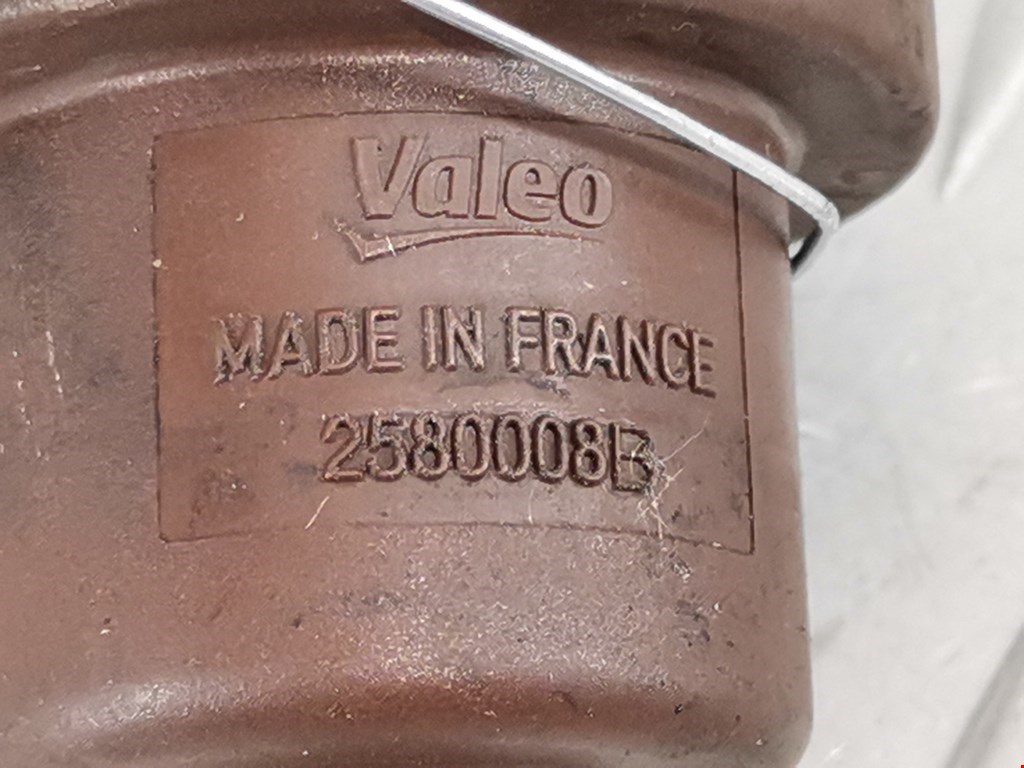 Valeo
MADE IN FRANCE
2580008B